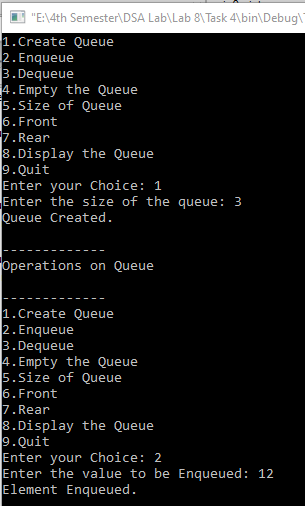 "E:\4th Semester\DSA Lab\Lab 8\Task 4\bin\Debug\
1.Create Queue
2.Enqueue
3.Dequeue
4.Empty the Queue
5.Size of Queue
6.Front
7.Rear
8.Display the Queue
9.Quit
Enter your Choice: 1
Enter the size of the queue: 3
Queue Created.
-------------
Operations on Queue
-------------
1.Create Queue
2.Enqueue
3.Dequeue
4.Empty the Queue
5.Size of Queue
6.Front
7.Rear
8.Display the Queue
9.Quit
Enter your Choice: 2
Enter the value to be Enqueued: 12
Element Enqueued.